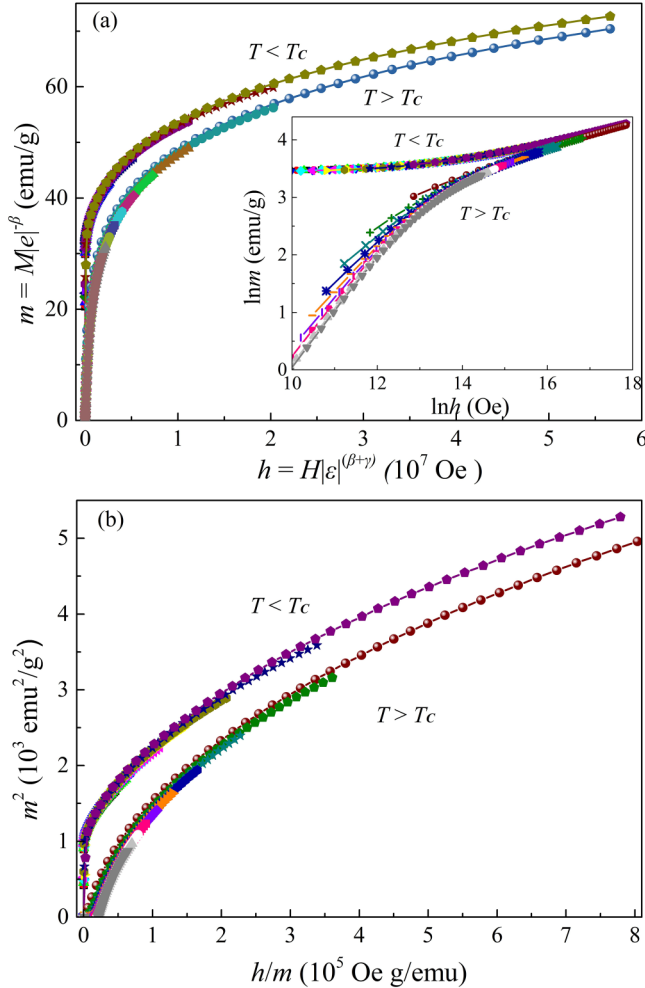 (a)
T < Tc
T > Tc
m = M|e|^-β (emu/g)
60
40
20
0
0 1 2 3 4 5 6
h = H|ε|^(β+γ) (10^7 Oe )
T < Tc
T > Tc
lnm (emu/g)
4
3
2
1
0
10 12 14 16 18
lnh (Oe)
(b)
T < Tc
T > Tc
m^2 (10^3 emu^2/g^2)
5
4
3
2
1
0
0 1 2 3 4 5 6 7 8
h/m (10^5 Oe g/emu)